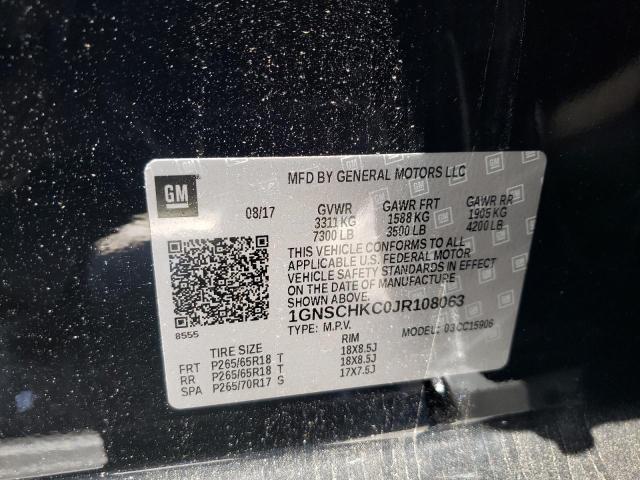 GM
MFD BY GENERAL MOTORS LLC
08/17 GVWR GAWR FRT GAWR RR
3311 KG 1588 KG 1905 KG
7300 LB 3500 LB 4200 LB
THIS VEHICLE CONFORMS TO ALL
APPLICABLE U.S. FEDERAL MOTOR
VEHICLE SAFETY STANDARDS IN EFFECT
ON THE DATE OF MANUFACTURE
SHOWN ABOVE.
1GNSCHKC0JR108063
8555 TYPE: M.P.V. MODEL: 03CC15906
TIRE SIZE RIM
FRT P265/65R18 T 18X8.5J
RR P265/65R18 T 18X8.5J
SPA P265/70R17 S 17X7.5J